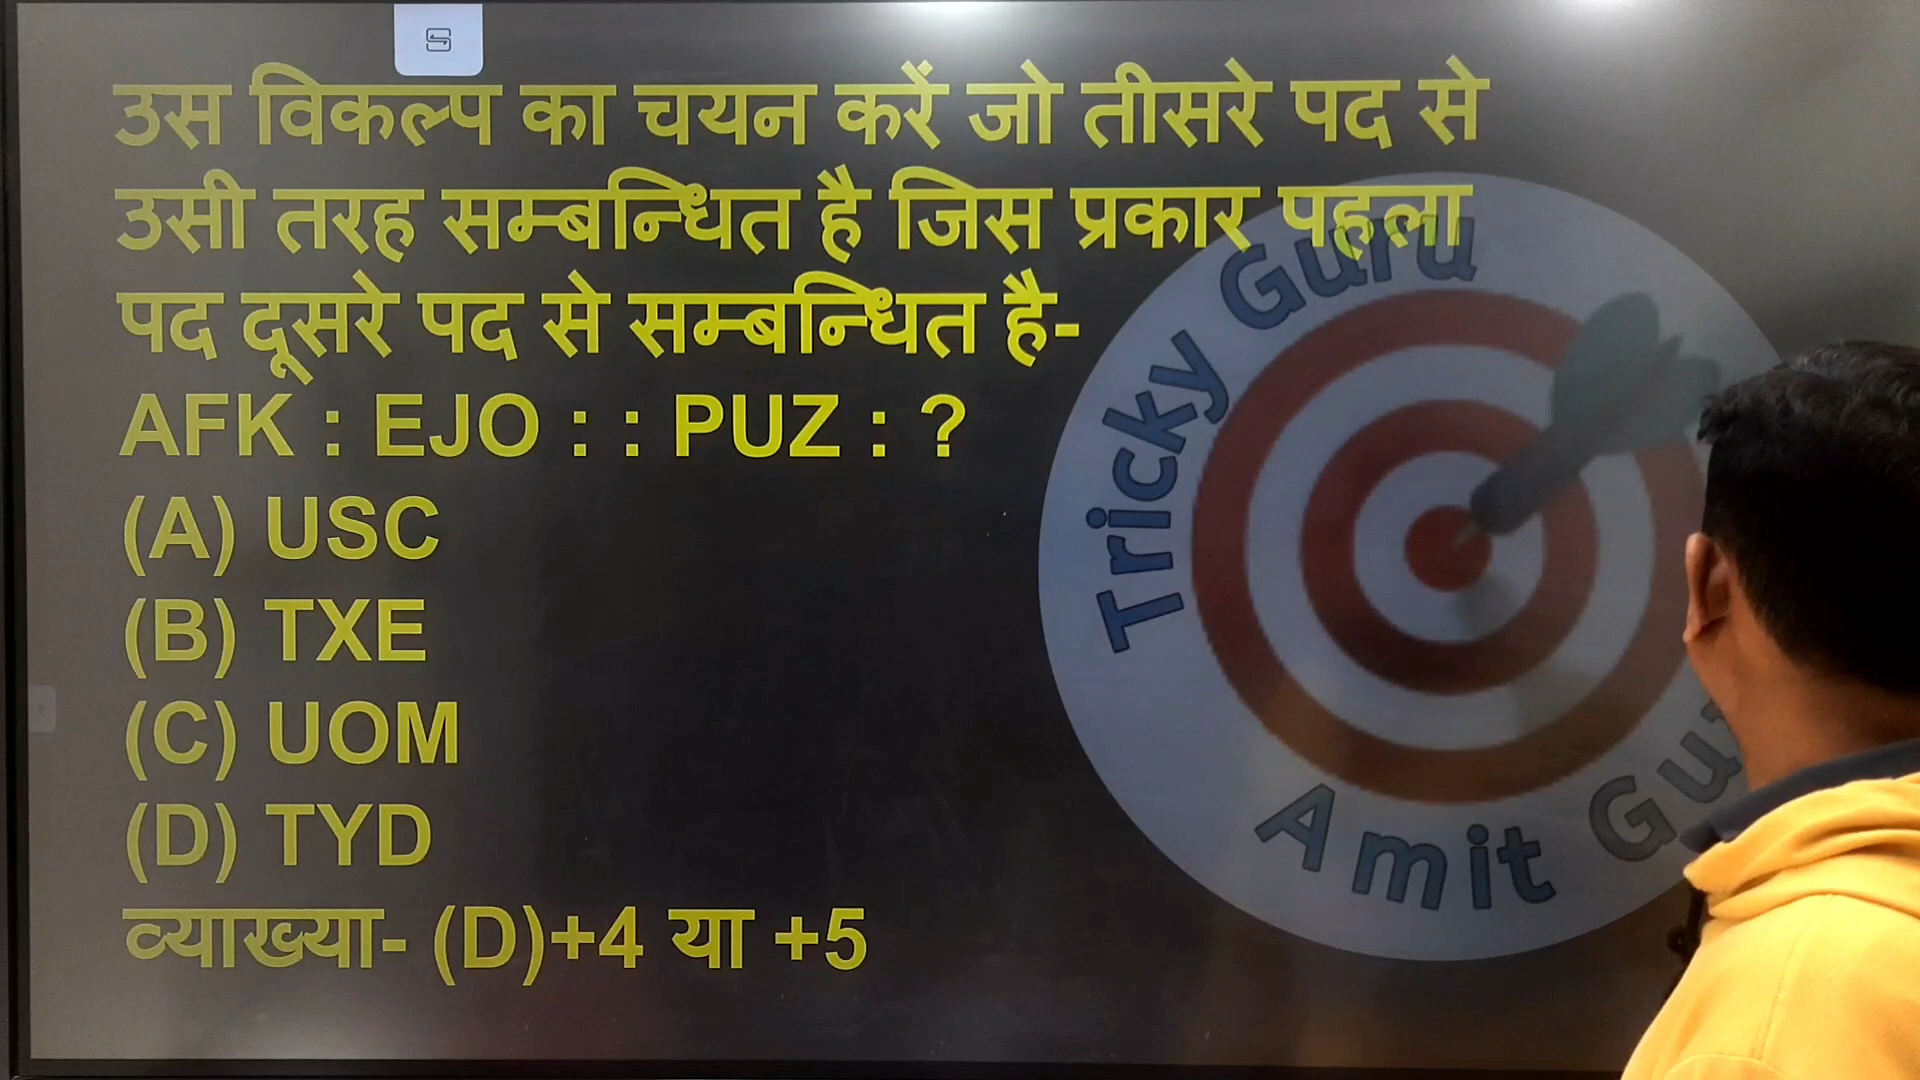 उस विकल्प का चयन करें जो तीसरे पद से
उसी तरह सम्बन्धित है जिस प्रकार पहला
पद दूसरे पद से सम्बन्धित है-
AFK : EJO : : PUZ : ?
(A) USC
(B) TXE
(C) UOM
(D) TYD
व्याख्या- (D)+4 या +5
Tricky Guru
Amit